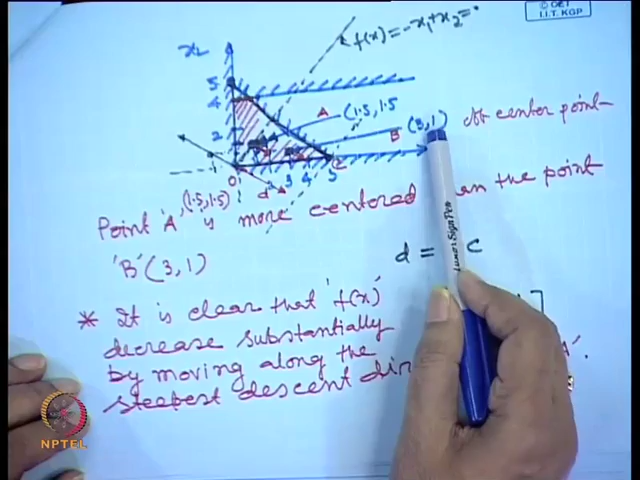 © CET
I.I.T. KGP
x₂
f(x) = -x₁+x₂ =
5
4
2
1
0
1 2 3 4 5
A (1.5, 1.5
B (3,1) At center point
C
d
Point 'A' (1.5,1.5) is more centered than the point
'B' (3,1)
d = c
* It is clear that 'f(x)'
decrease substantially
by moving along the
steepest descent dir A'.
NPTEL